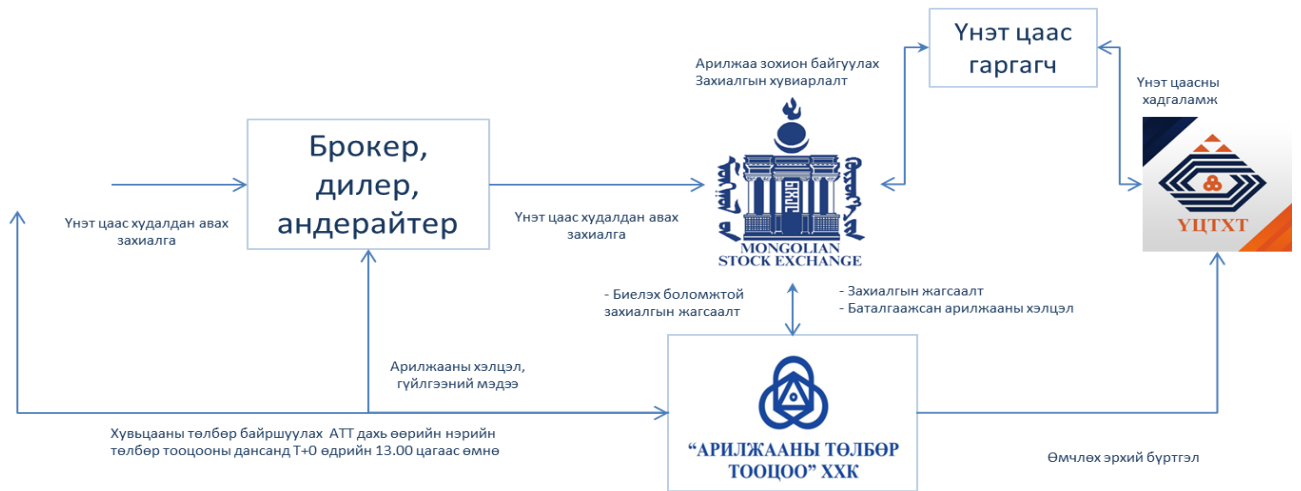 Үнэт цаас
гаргагч
Арилжаа зохион байгуулах
Захиалгын хувиарлалт
Үнэт цаасны
хадгаламж
Брокер,
дилер,
андерайтер
Үнэт цаас худалдан авах
захиалга
Үнэт цаас худалдан авах
захиалга
MONGOLIAN
STOCK EXCHANGE
ҮЦТХТ
- Биелэх боломжтой
захиалгын жагсаалт
- Захиалгын жагсаалт
- Баталгаажсан арилжааны хэлцэл
Арилжааны хэлцэл,
гүйлгээний мэдээ
Хувьцааны төлбөр байршуулах АТТ дахь өөрийн нэрийн
төлбөр тооцооны дансанд Т+0 өдрийн 13.00 цагаас өмнө
“АРИЛЖААНЫ ТӨЛБӨР
ТООЦОО” ХХК
Өмчлөх эрхий бүртгэл